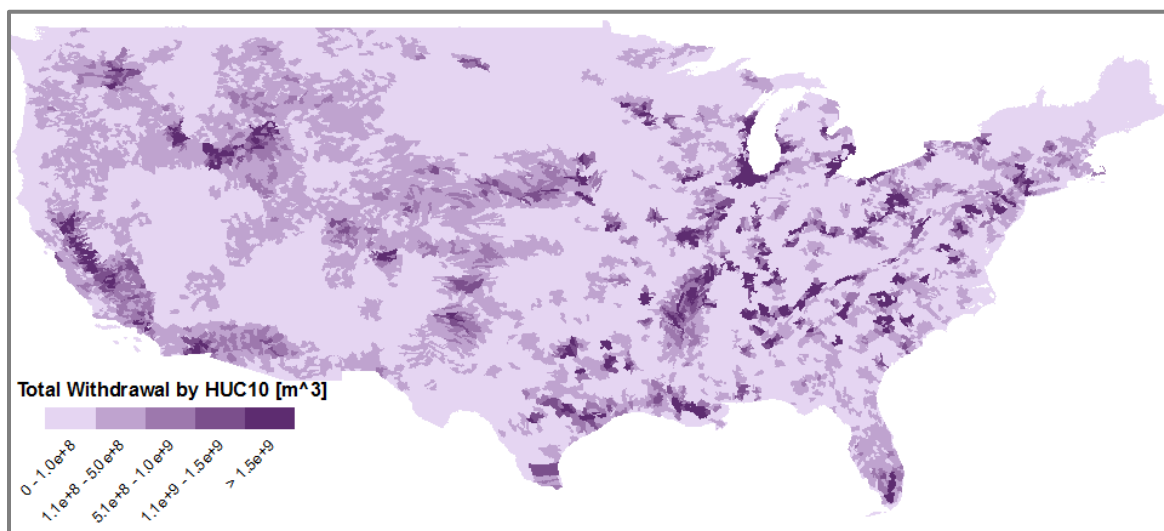 Total Withdrawal by HUC10 [m^3]
0 - 1.0e+8
1.1e+8 - 5.0e+8
5.1e+8 - 1.0e+9
1.1e+9 - 1.5e+9
> 1.5e+9